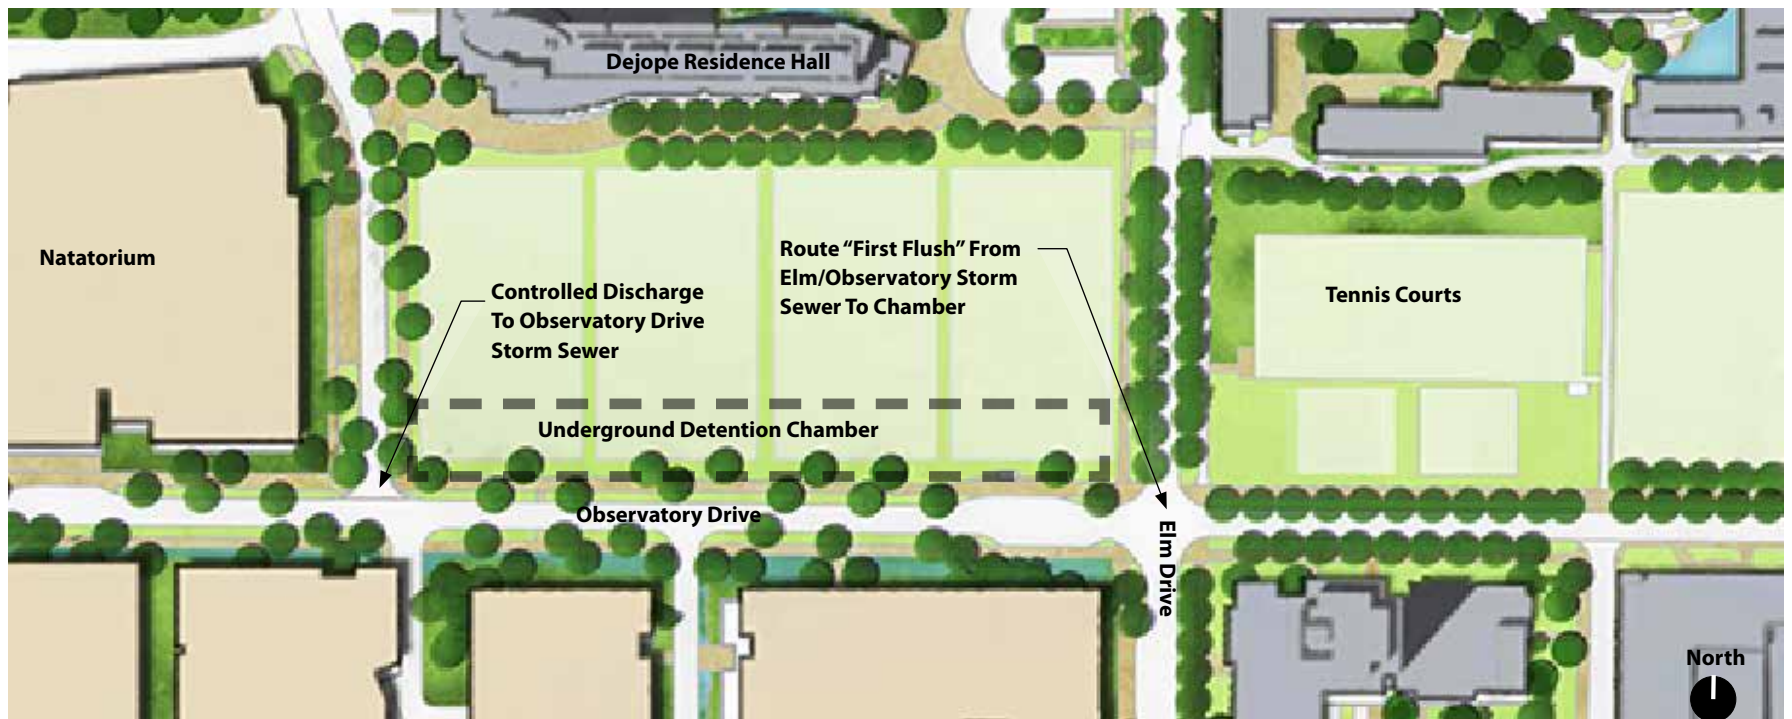 Dejope Residence Hall
Natatorium
Route “First Flush” From
Elm/Observatory Storm
Sewer To Chamber
Controlled Discharge
To Observatory Drive
Storm Sewer
Tennis Courts
Underground Detention Chamber
Observatory Drive
Elm Drive
North